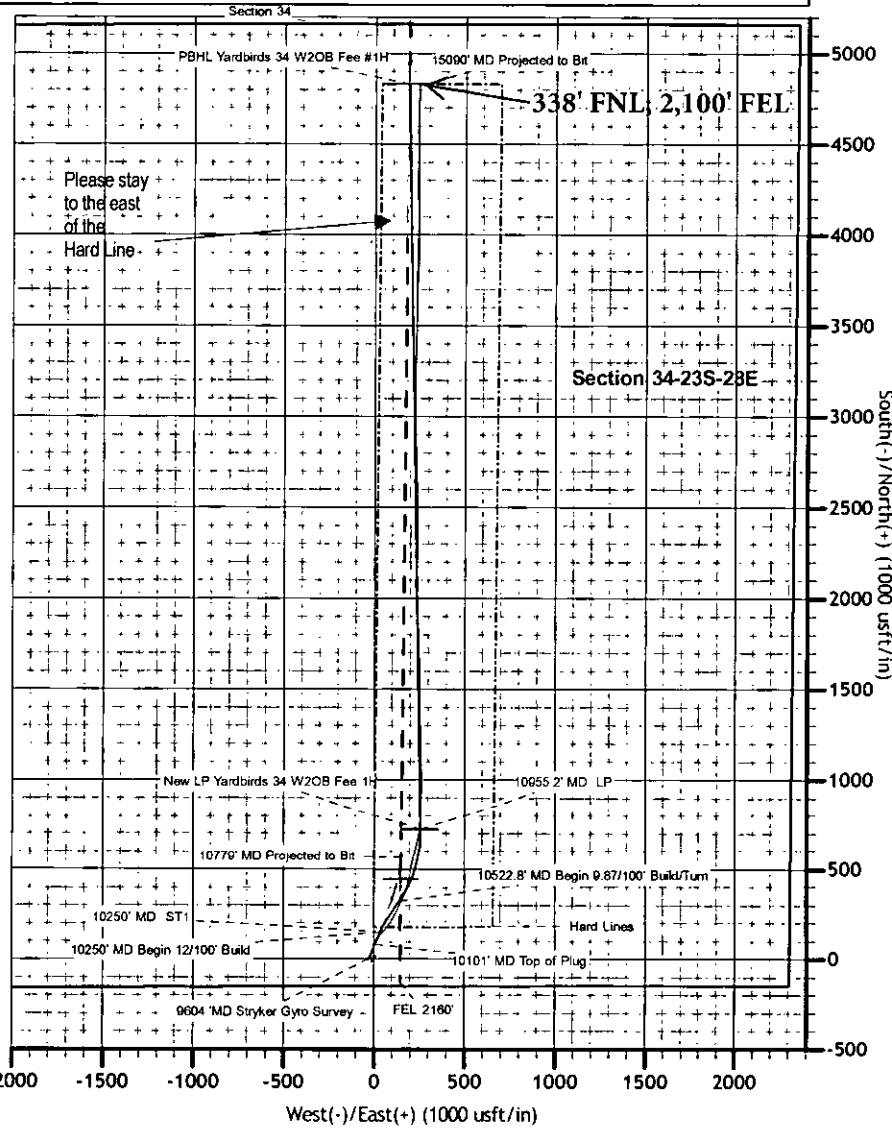 Section 34
PBHL Yardbirds 34 W2OB Fee #1H
15090' MD Projected to Bit
338' FNL; 2,100' FEL
Please stay
to the east
of the
Hard Line
Section 34-23S-28E
New LP Yardbirds 34 W2OB Fee 1H
10955.2' MD LP
10779' MD Projected to Bit
10522.8' MD Begin 9.87/100' Build/Turn
10250' MD ST1
Hard Lines
10250' MD Begin 12/100' Build
10101' MD Top of Plug
9604 'MD Stryker Gyro Survey
FEL 2160'
5000
4500
4000
3500
3000
2500
2000
1500
1000
500
0
-500
South(-)/North(+) (1000 usft/in)
2000 -1500 -1000 -500 0 500 1000 1500 2000
West(-)/East(+) (1000 usft/in)